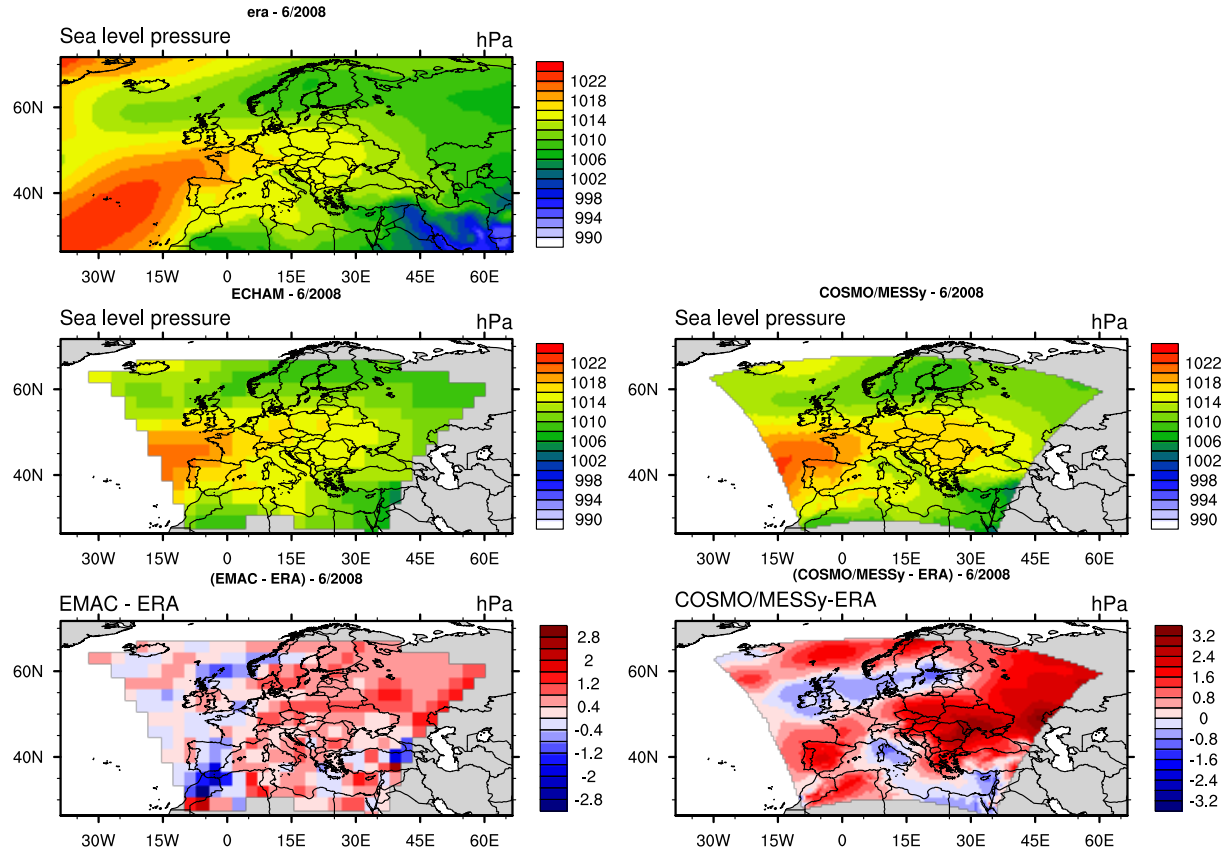 era - 6/2008
Sea level pressure hPa
60N
40N
30W 15W 0 15E 30E 45E 60E
1022
1018
1014
1010
1006
1002
998
994
990
ECHAM - 6/2008
Sea level pressure hPa
60N
40N
30W 15W 0 15E 30E 45E 60E
1022
1018
1014
1010
1006
1002
998
994
990
COSMO/MESSy - 6/2008
Sea level pressure hPa
60N
40N
30W 15W 0 15E 30E 45E 60E
1022
1018
1014
1010
1006
1002
998
994
990
(EMAC - ERA) - 6/2008
EMAC - ERA hPa
60N
40N
30W 15W 0 15E 30E 45E 60E
2.8
2
1.2
0.4
-0.4
-1.2
-2
-2.8
(COSMO/MESSy - ERA) - 6/2008
COSMO/MESSy-ERA hPa
60N
40N
30W 15W 0 15E 30E 45E 60E
3.2
2.4
1.6
0.8
0
-0.8
-1.6
-2.4
-3.2